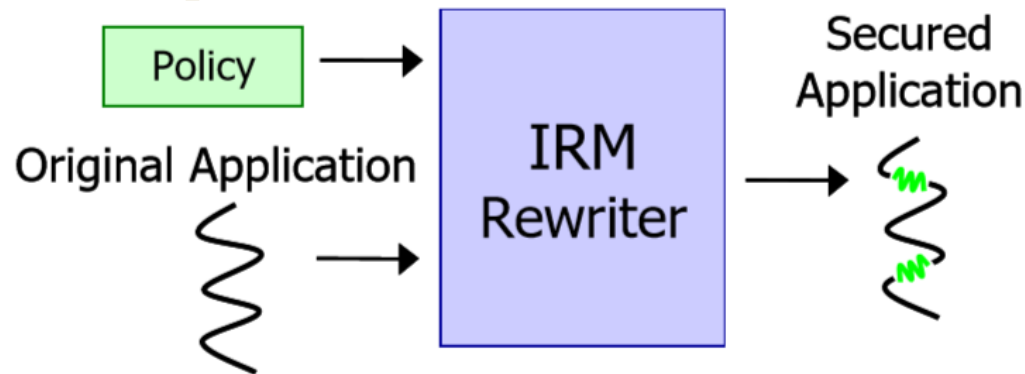 Policy
Original Application
IRM
Rewriter
Secured
Application